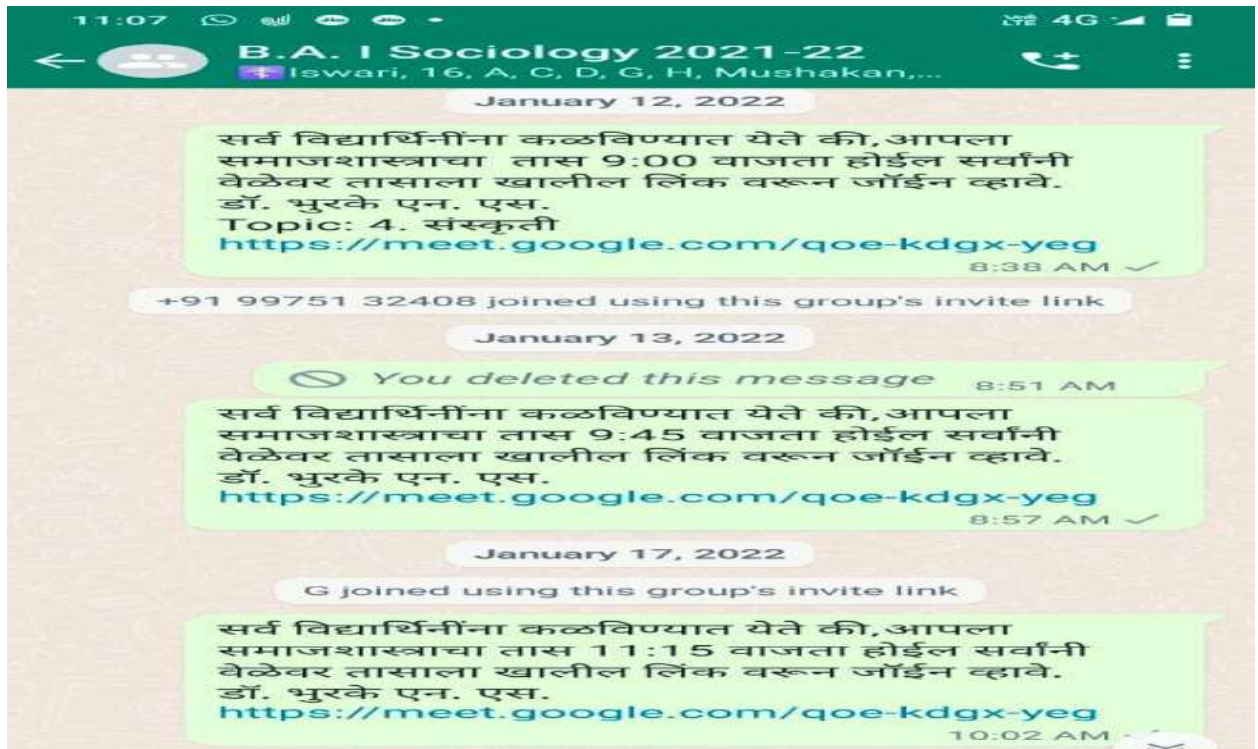 11:07
4G
B.A. I Sociology 2021-22
Iswari, 16, A, C, D, G, H, Mushakan,...
January 12, 2022
सर्व विद्यार्थिनींना कळविण्यात येते की,आपला
समाजशास्त्राचा तास 9:00 वाजता होईल सर्वांनी
वेळेवर तासाला खालील लिंक वरून जॉईन व्हावे.
डॉ. भुरके एन. एस.
Topic: 4. संस्कृती
https://meet.google.com/qoe-kdgx-yeg
8:38 AM
+91 99751 32408 joined using this group's invite link
January 13, 2022
You deleted this message 8:51 AM
सर्व विद्यार्थिनींना कळविण्यात येते की,आपला
समाजशास्त्राचा तास 9:45 वाजता होईल सर्वांनी
वेळेवर तासाला खालील लिंक वरून जॉईन व्हावे.
डॉ. भुरके एन. एस.
https://meet.google.com/qoe-kdgx-yeg
8:57 AM
January 17, 2022
G joined using this group's invite link
सर्व विद्यार्थिनींना कळविण्यात येते की,आपला
समाजशास्त्राचा तास 11:15 वाजता होईल सर्वांनी
वेळेवर तासाला खालील लिंक वरून जॉईन व्हावे.
डॉ. भुरके एन. एस.
https://meet.google.com/qoe-kdgx-yeg
10:02 AM